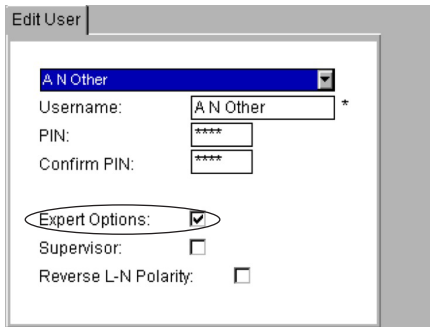 Edit User
A N Other
Username: A N Other *
PIN: ****
Confirm PIN: ****
Expert Options:
Supervisor:
Reverse L-N Polarity: